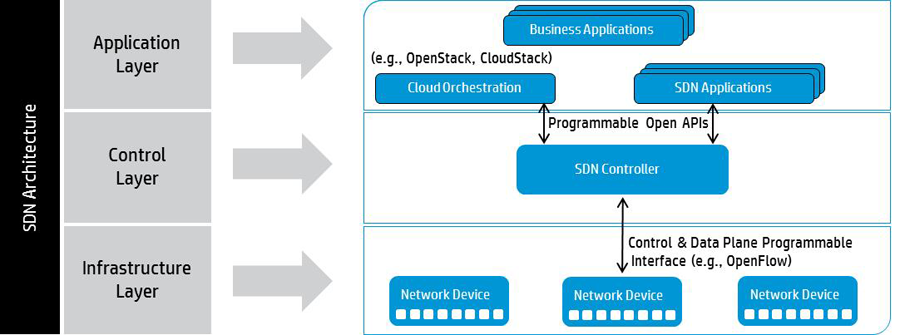 SDN Architecture
Application
Layer
Business Applications
(e.g., OpenStack, CloudStack)
Cloud Orchestration
SDN Applications
Programmable Open APIs
Control
Layer
SDN Controller
Control & Data Plane Programmable
Interface (e.g., OpenFlow)
Infrastructure
Layer
Network Device
Network Device
Network Device